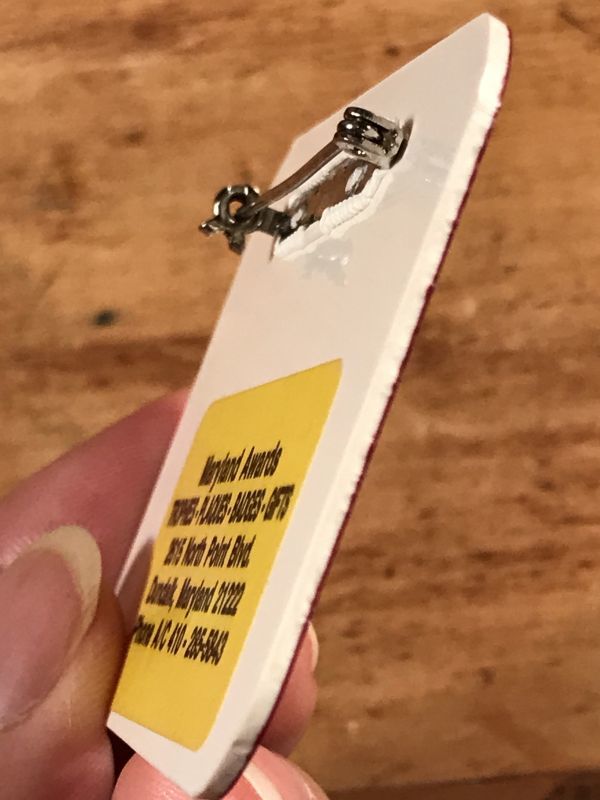 Maryland Awards
TROPHIES - PLAQUES - BADGES - GIFTS
North Point Blvd.
Dundalk, Maryland 21222
Phone A/C 410 -